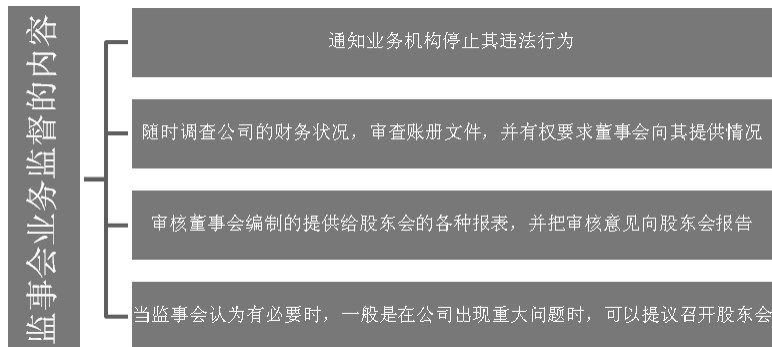 监事会业务监督的内容
通知业务机构停止其违法行为
随时调查公司的财务状况，审查账册文件，并有权要求董事会向其提供情况
审核董事会编制的提供给股东会的各种报表，并把审核意见向股东会报告
当监事会认为有必要时，一般是在公司出现重大问题时，可以提议召开股东会